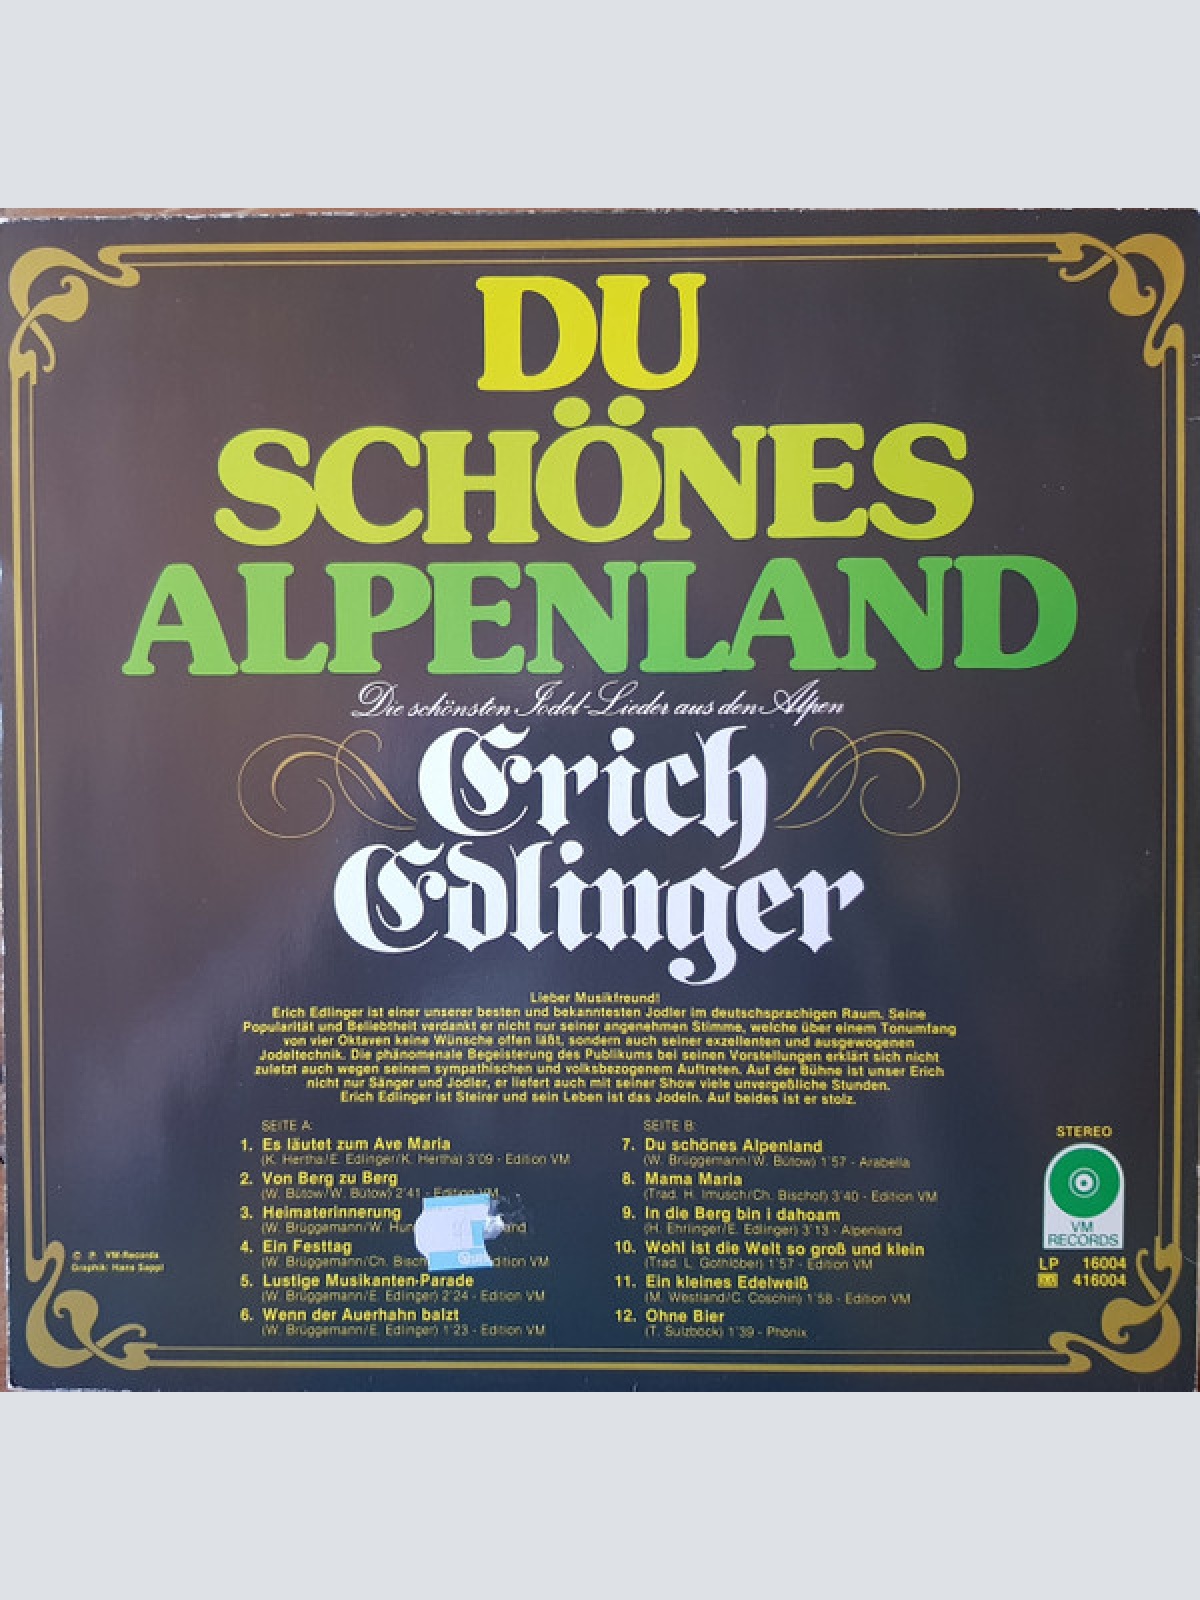 DU
SCHÖNES
ALPENLAND
Die schönsten Jodel-Lieder aus den Alpen
Erich
Edlinger
Lieber Musikfreund!
Erich Edlinger ist einer unserer besten und bekanntesten Jodler im deutschsprachigen Raum. Seine
Popularität und Beliebtheit verdankt er nicht nur seiner angenehmen Stimme, welche über einem Tonumfang
von vier Oktaven keine Wünsche offen läßt, sondern auch seiner exzellenten und ausgewogenen
Jodeltechnik. Die phänomenale Begeisterung des Publikums bei seinen Vorstellungen erklärt sich nicht
zuletzt auch wegen seinem sympathischen und volksbezogenem Auftreten. Auf der Bühne ist unser Erich
nicht nur Sänger und Jodler, er liefert auch mit seiner Show viele unvergeßliche Stunden.
Erich Edlinger ist Steirer und sein Leben ist das Jodeln. Auf beides ist er stolz.
SEITE A:
1. Es läutet zum Ave Maria
(K. Hertha/E. Edlinger/K. Hertha) 3'09 - Edition VM
2. Von Berg zu Berg
(W. Bütow/W. Bütow) 2'41 - Edition VM
3. Heimaterinnerung
(W. Brüggemann/W.
4. Ein Festtag
(W. Brüggemann/Ch. VM
5. Lustige Musikanten-Parade
(W. Brüggemann/E. Edlinger) 2'24 - Edition VM
6. Wenn der Auerhahn balzt
(W. Brüggemann/E. Edlinger) 1'23 - Edition VM
SEITE B:
7. Du schönes Alpenland
(W. Brüggemann/W. Bütow) 1'57 - Arabella
8. Mama Maria
(Trad. H. Imusch/Ch. Bischof) 3'40 - Edition VM
9. In die Berg bin i dahoam
(H. Ehrlinger/E. Edlinger) 3'13 - Alpenland
10. Wohl ist die Welt so groß und klein
(Trad. L. Gothlober) 1'57 - Edition VM
11. Ein kleines Edelweiß
(M. Westland/C. Coschin) 1'58 - Edition VM
12. Ohne Bier
(T. Sulzböck) 1'39 - Phönix
STEREO
VM
RECORDS
LP 16004
416004
© ℗ VM-Records
Graphik: Hans Sappl